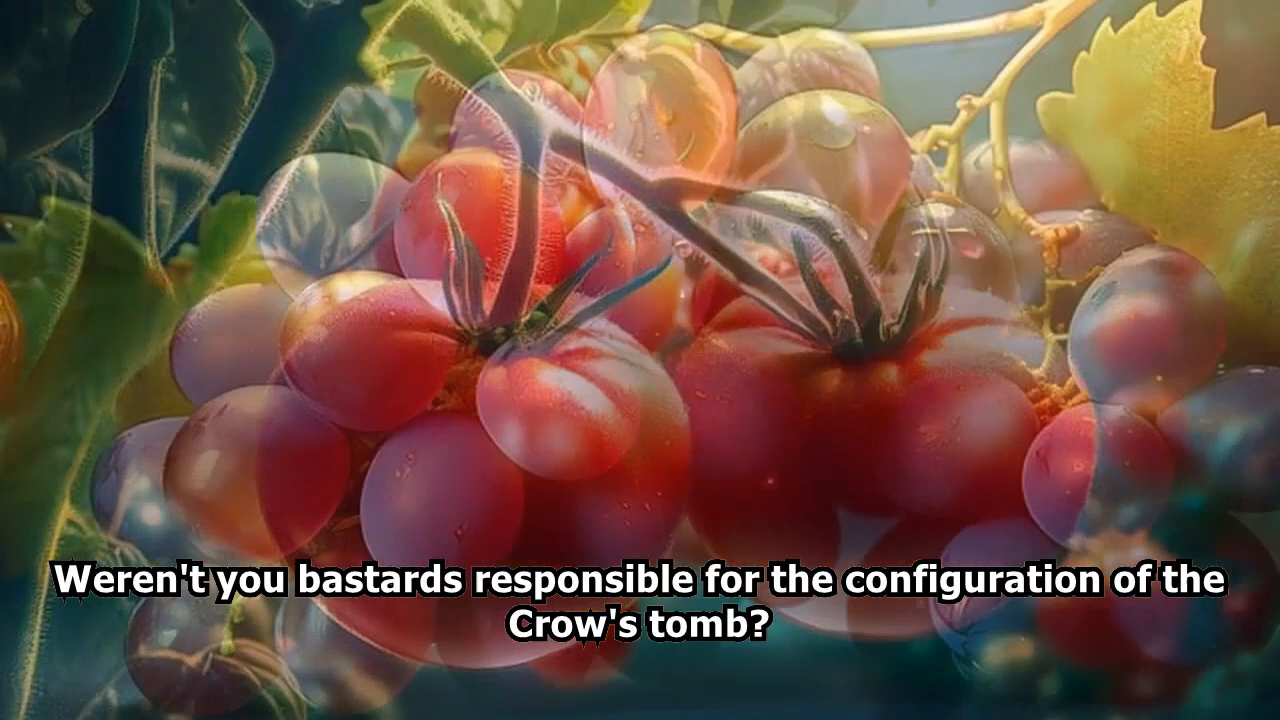 Weren't you bastards responsible for the configuration of the
Crow's tomb?